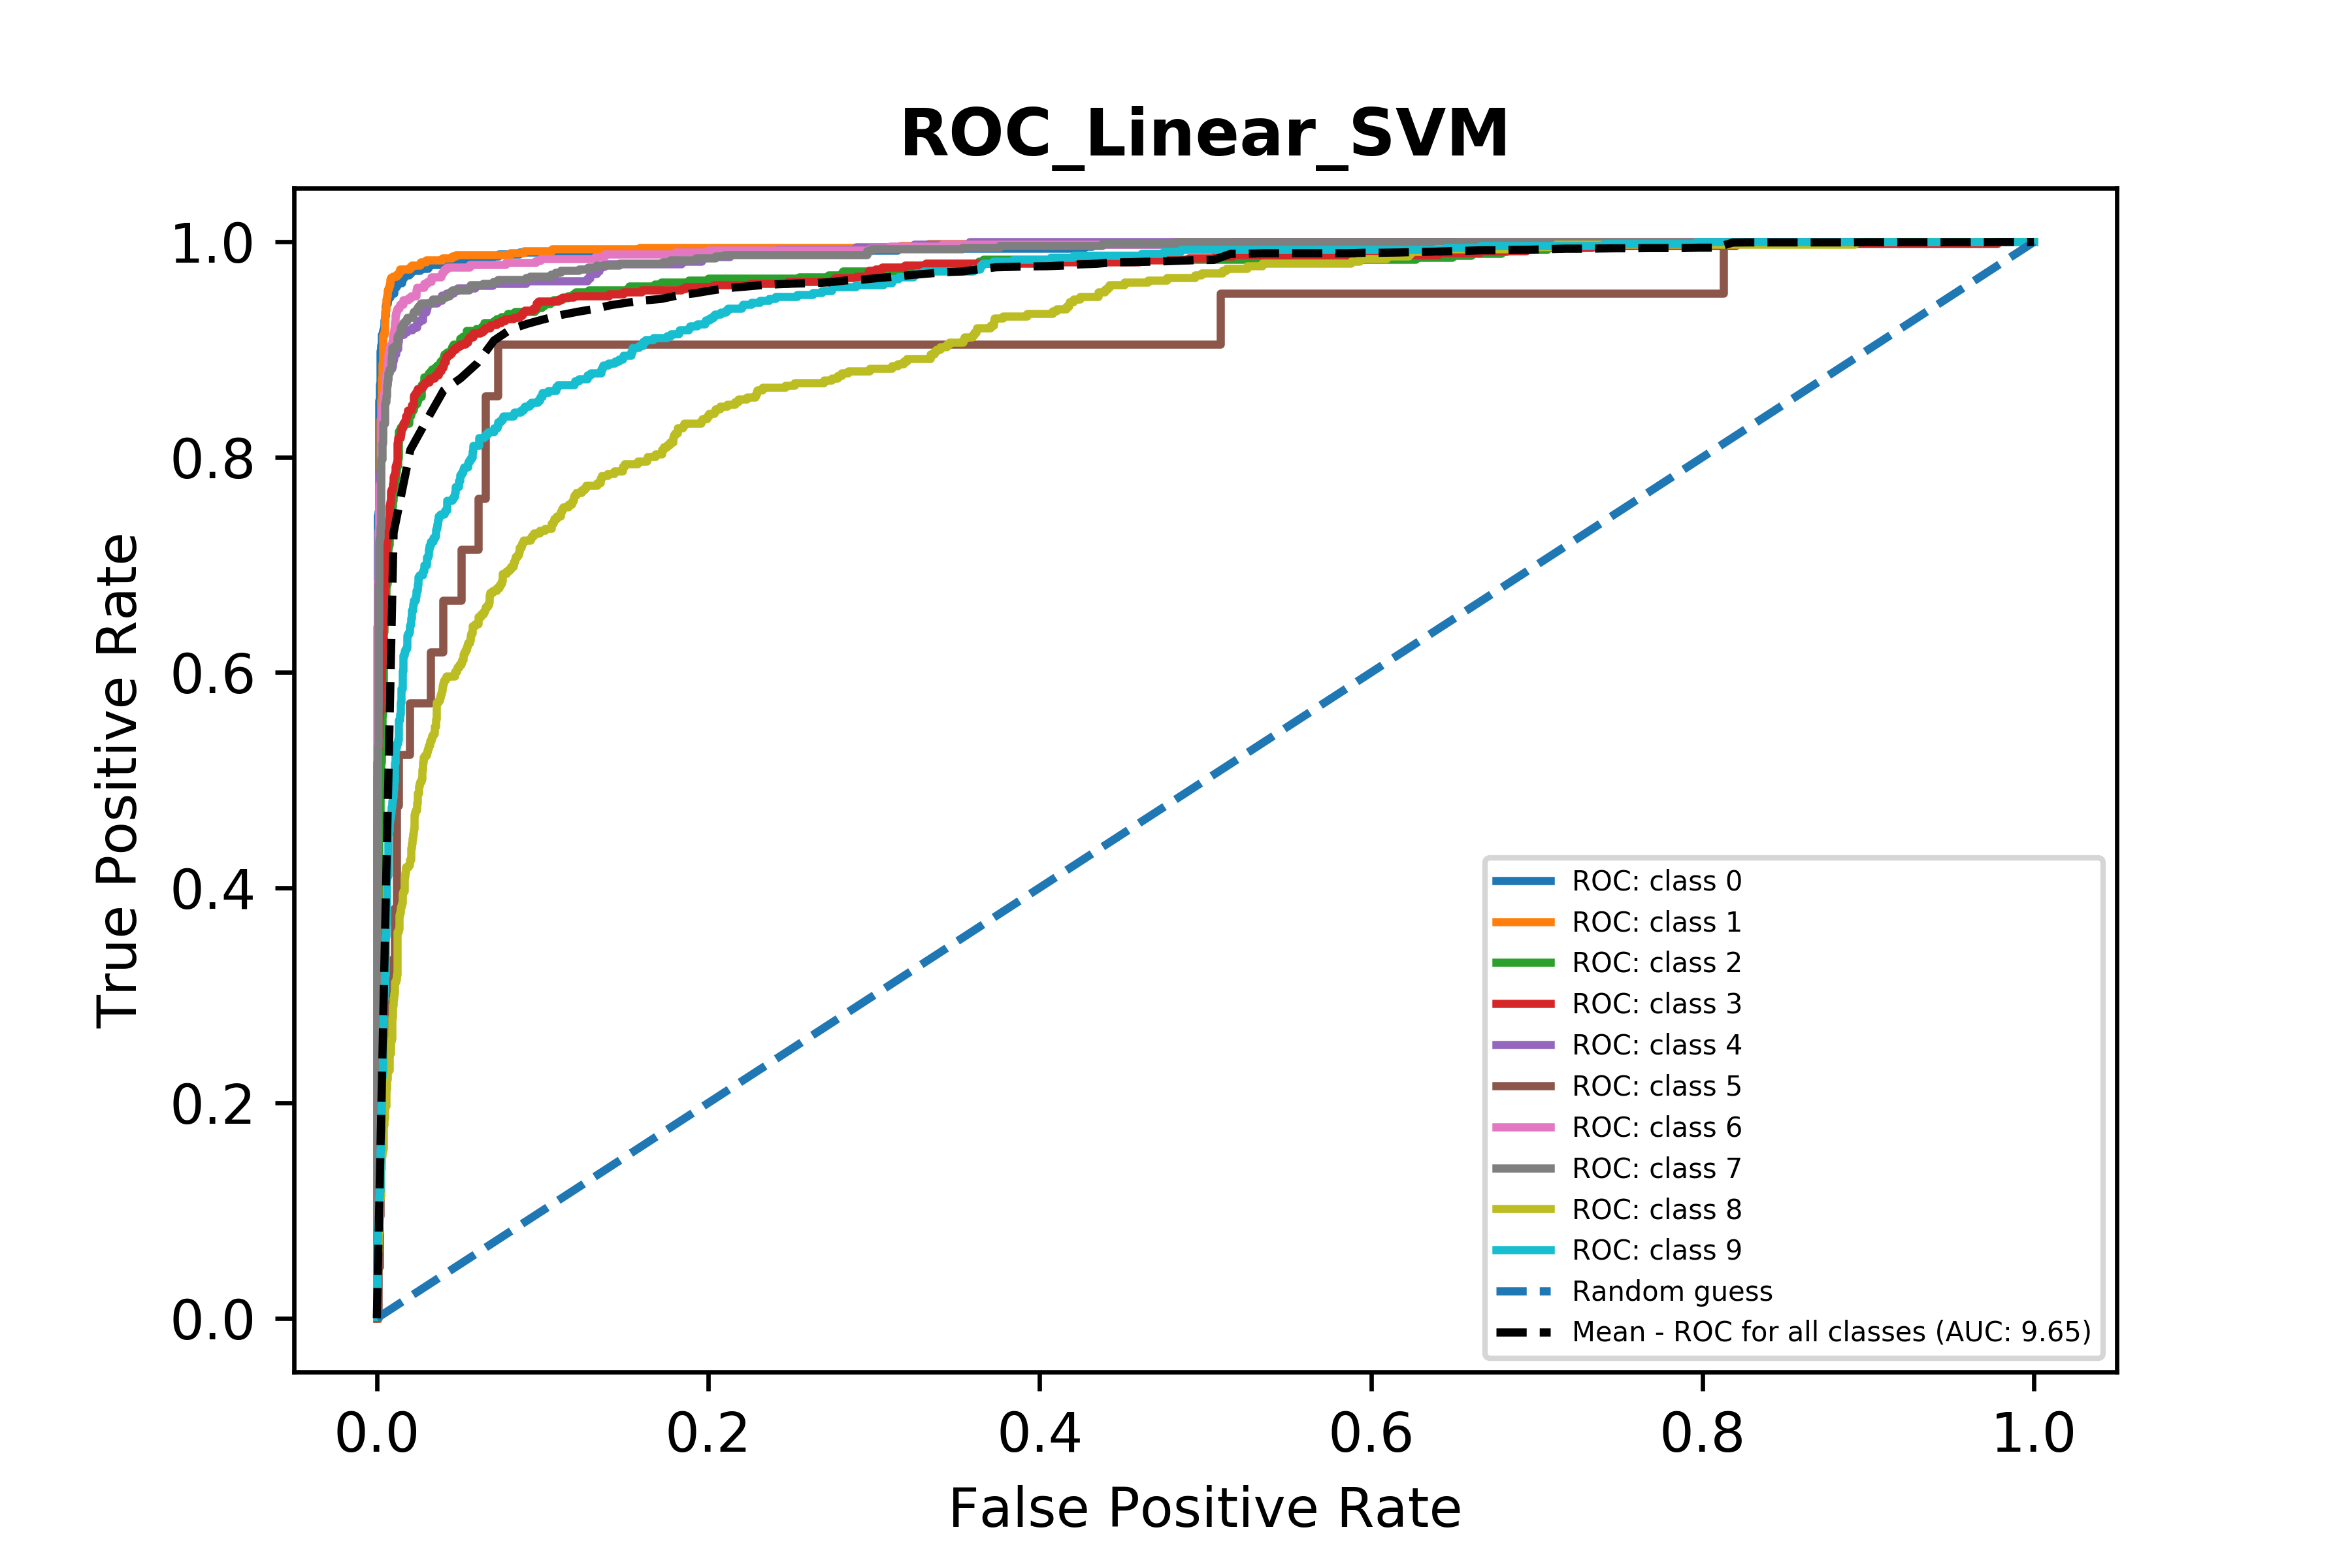 ROC_Linear_SVM
True Positive Rate
1.0
0.8
0.6
0.4
0.2
0.0
ROC: class 0
ROC: class 1
ROC: class 2
ROC: class 3
ROC: class 4
ROC: class 5
ROC: class 6
ROC: class 7
ROC: class 8
ROC: class 9
Random guess
Mean - ROC for all classes (AUC: 9.65)
0.0 0.2 0.4 0.6 0.8 1.0
False Positive Rate